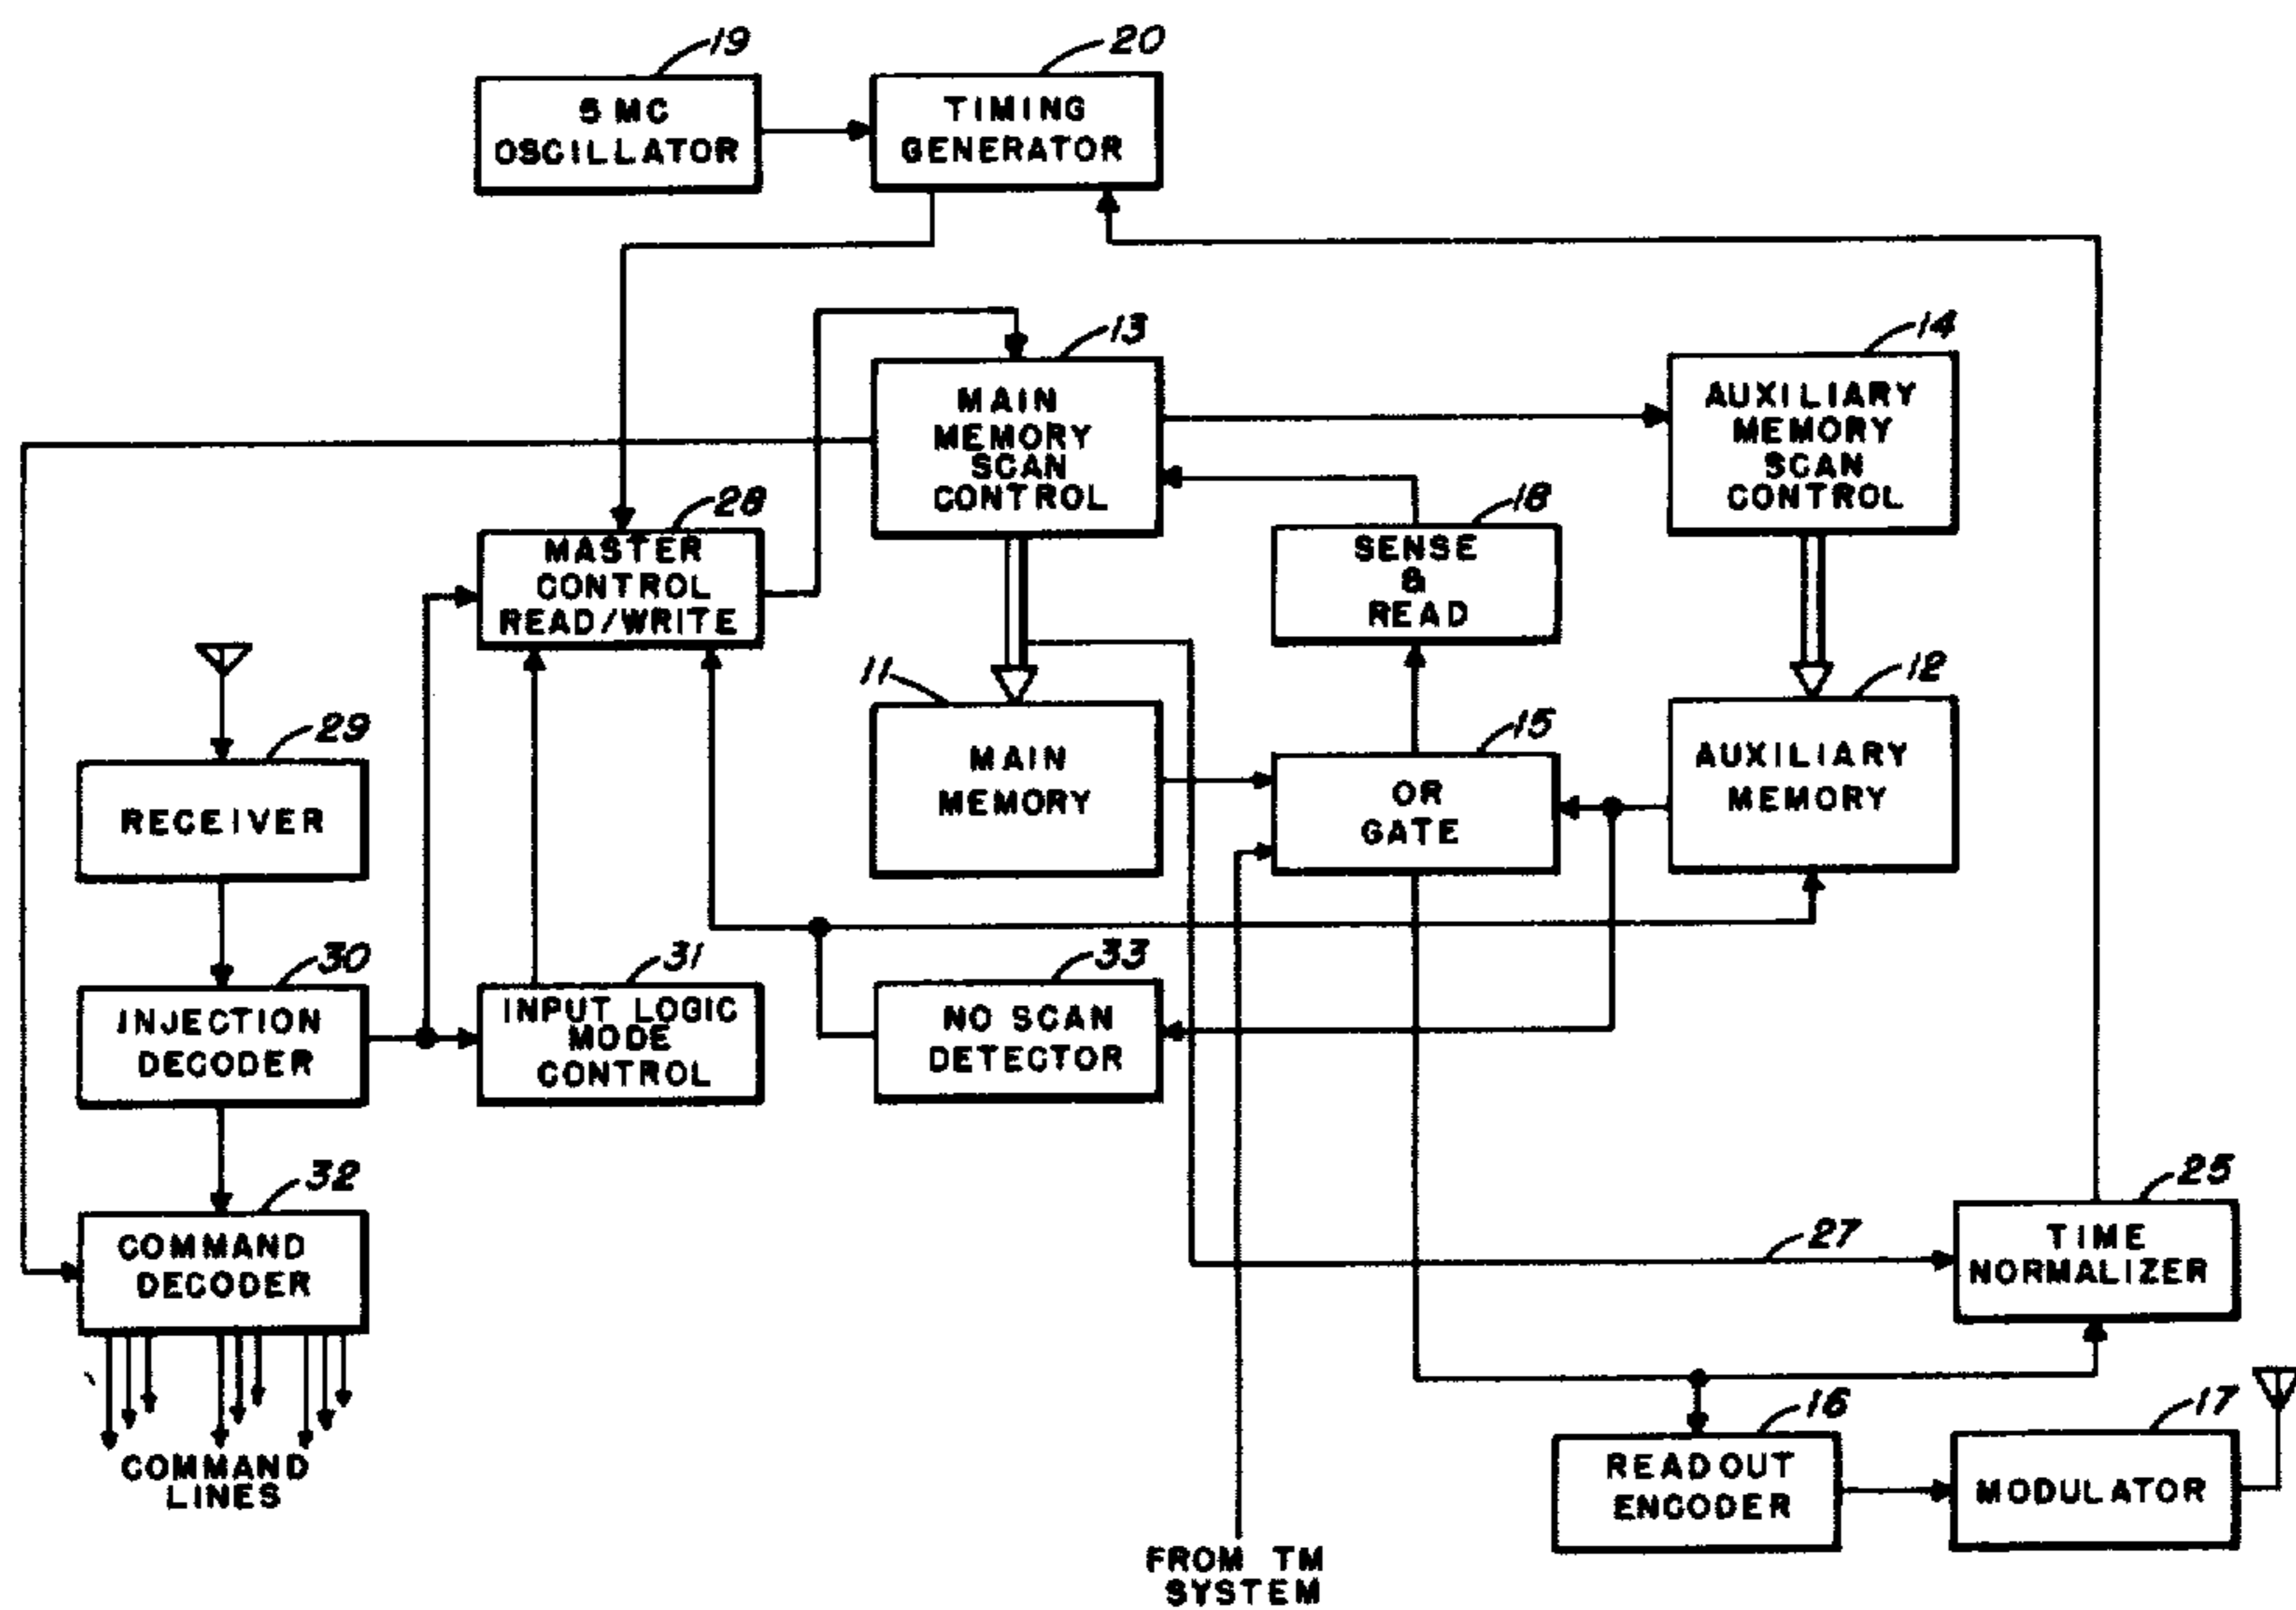 19
20
5 MC
OSCILLATOR
TIMING
GENERATOR
13
14
MAIN
MEMORY
SCAN
CONTROL
AUXILIARY
MEMORY
SCAN
CONTROL
28
18
MASTER
CONTROL
READ/WRITE
SENSE
&
READ
11
12
29
15
MAIN
MEMORY
OR
GATE
AUXILIARY
MEMORY
RECEIVER
30
31
33
INJECTION
DECODER
INPUT LOGIC
MODE
CONTROL
NO SCAN
DETECTOR
32
25
27
COMMAND
DECODER
TIME
NORMALIZER
16
17
COMMAND
LINES
READOUT
ENCODER
MODULATOR
FROM TM
SYSTEM